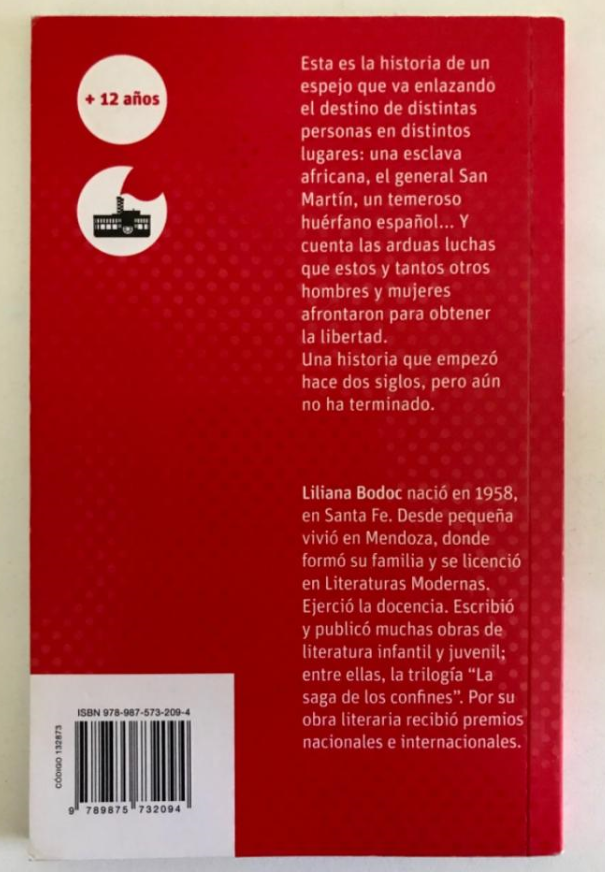 + 12 años
Esta es la historia de un
espejo que va enlazando
el destino de distintas
personas en distintos
lugares: una esclava
africana, el general San
Martín, un temeroso
huérfano español... Y
cuenta las arduas luchas
que estos y tantos otros
hombres y mujeres
afrontaron para obtener
la libertad.
Una historia que empezó
hace dos siglos, pero aún
no ha terminado.
Liliana Bodoc nació en 1958,
en Santa Fe. Desde pequeña
vivió en Mendoza, donde
formó su familia y se licenció
en Literaturas Modernas.
Ejerció la docencia. Escribió
y publicó muchas obras de
literatura infantil y juvenil;
entre ellas, la trilogía “La
saga de los confines”. Por su
obra literaria recibió premios
nacionales e internacionales.
ISBN 978-987-573-209-4
CÓDIGO 132873
9 789875 732094